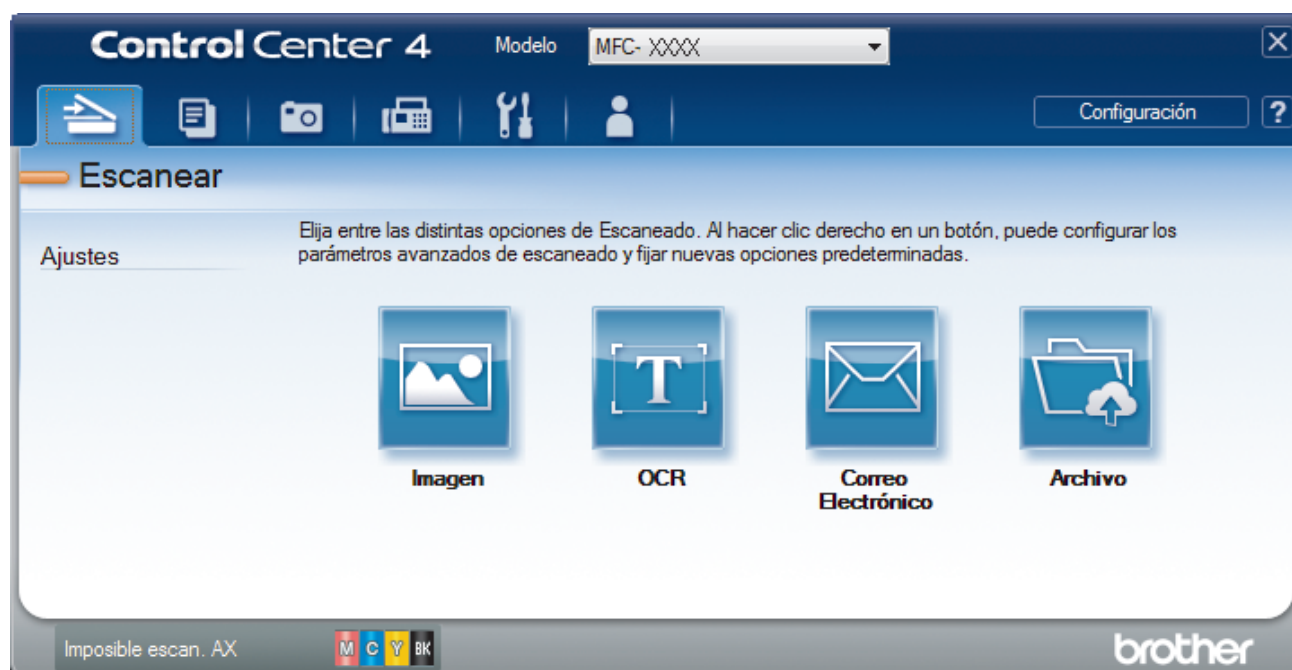 Control Center 4
Modelo
MFC- XXXX
Configuración
?
Escanear
Ajustes
Elija entre las distintas opciones de Escaneado. Al hacer clic derecho en un botón, puede configurar los
parámetros avanzados de escaneado y fijar nuevas opciones predeterminadas.
T
Imagen
OCR
Correo
Electrónico
Archivo
Imposible escan. AX
M C Y BK
brother